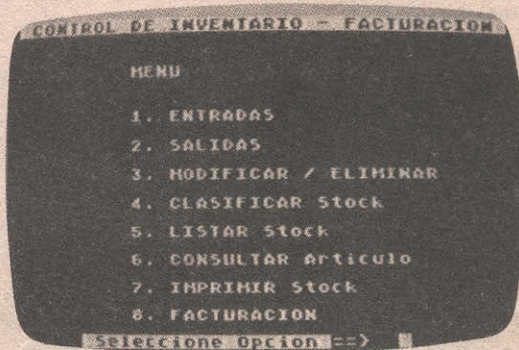 CONTROL DE INVENTARIO - FACTURACION
MENU
1. ENTRADAS
2. SALIDAS
3. MODIFICAR / ELIMINAR
4. CLASIFICAR Stock
5. LISTAR Stock
6. CONSULTAR Articulo
7. IMPRIMIR Stock
8. FACTURACION
Seleccione Opcion ==>